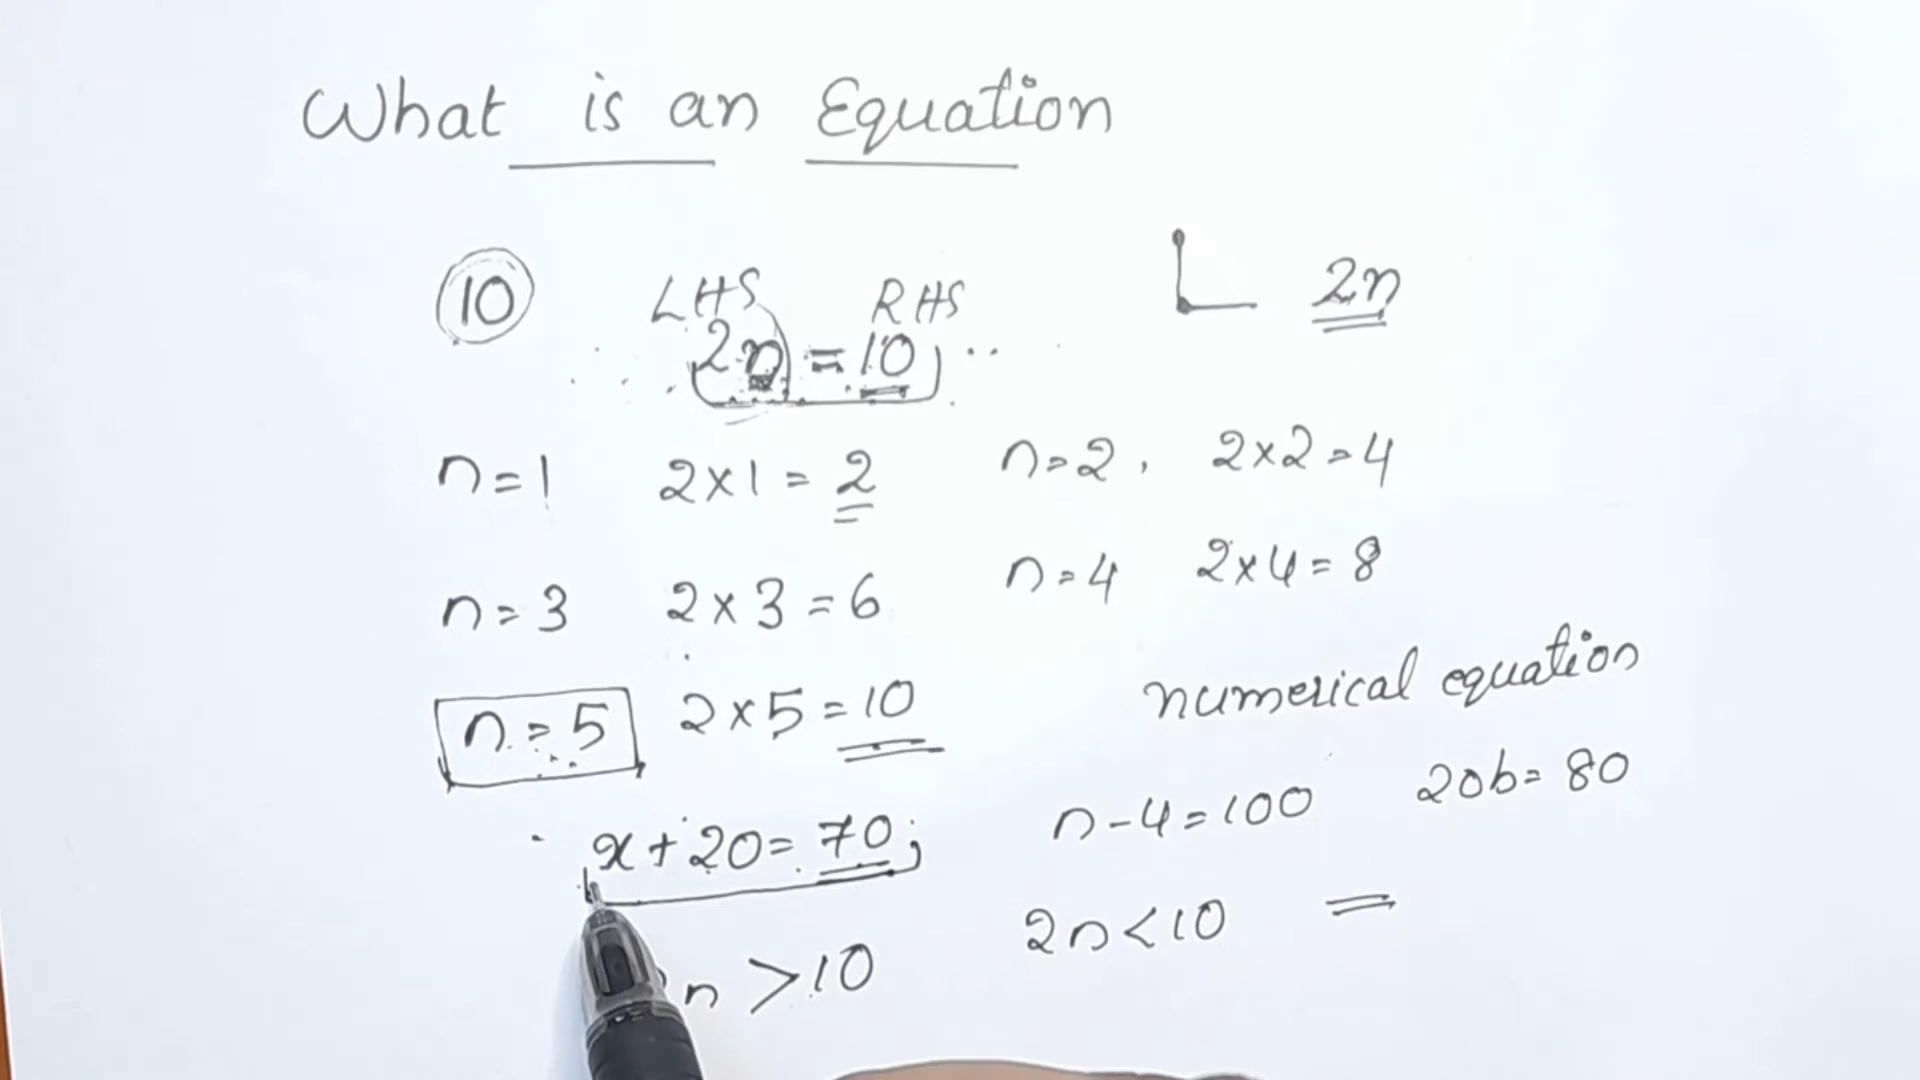 What is an Equation
10 LHS RHS 2n
2n = 10
n = 1 2 × 1 = 2 n = 2, 2 × 2 = 4
n = 3 2 × 3 = 6 n = 4 2 × 4 = 8
n = 5 2 × 5 = 10 numerical equation
x + 20 = 70; n - 4 = 100 20b = 80
n > 10 2n < 10 =